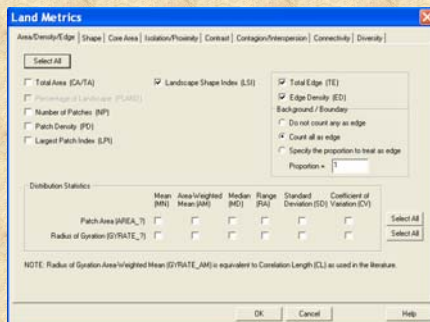 Land Metrics
Area/Density/Edge Shape Core Area Isolation/Proximity Contrast Contagion/Interspersion Connectivity Diversity
Select All
Total Area (CA/TA) Landscape Shape Index (LSI) Total Edge (TE)
Percentage of Landscape (PLAND) Edge Density (ED)
Number of Patches (NP) Background / Boundary
Patch Density (PD) Do not count any as edge
Largest Patch Index (LPI) Count all as edge
Specify the proportion to treat as edge
Proportion = 1
Distribution Statistics
Mean (MN) Area-Weighted Mean (AM) Median (MD) Range (RA) Standard Deviation (SD) Coefficient of Variation (CV)
Patch Area (AREA_?) Select All
Radius of Gyration (GYRATE_?) Select All
NOTE: Radius of Gyration Area-Weighted Mean (GYRATE_AM) is equivalent to Correlation Length (CL) as used in the literature.
OK Cancel Help